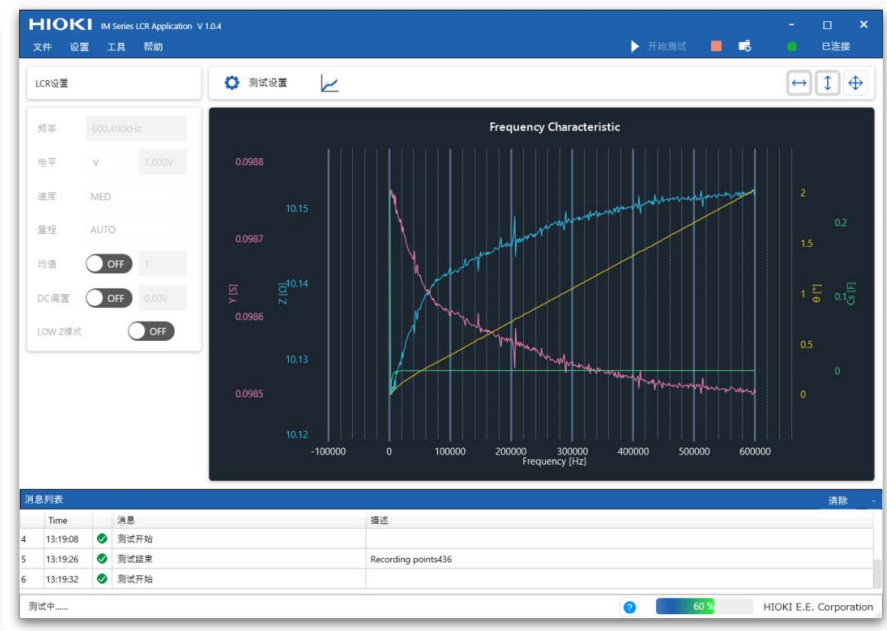 HIOKI IM Series LCR Application V 1.0.4
文件 设置 工具 帮助 开始测试 已连接
LCR设置 测试设置
频率 600.400kHz
电平 V 1.000V
速度 MED
量程 AUTO
均值 OFF 1
DC偏置 OFF 0.00V
LOW Z模式 OFF
Frequency Characteristic
0.0988
0.0987
0.0986
0.0985
Y [S]
10.15
10.14
10.13
10.12
Z [Ω]
2
1.5
1
0.5
0
θ [°]
0.2
0.1
0
Cs [F]
-100000 0 100000 200000 300000 400000 500000 600000
Frequency [Hz]
消息列表 清除 -
Time 消息 描述
4 13:19:08 测试开始
5 13:19:26 测试结束 Recording points436
6 13:19:32 测试开始
测试中...... ? 60 % HIOKI E.E. Corporation